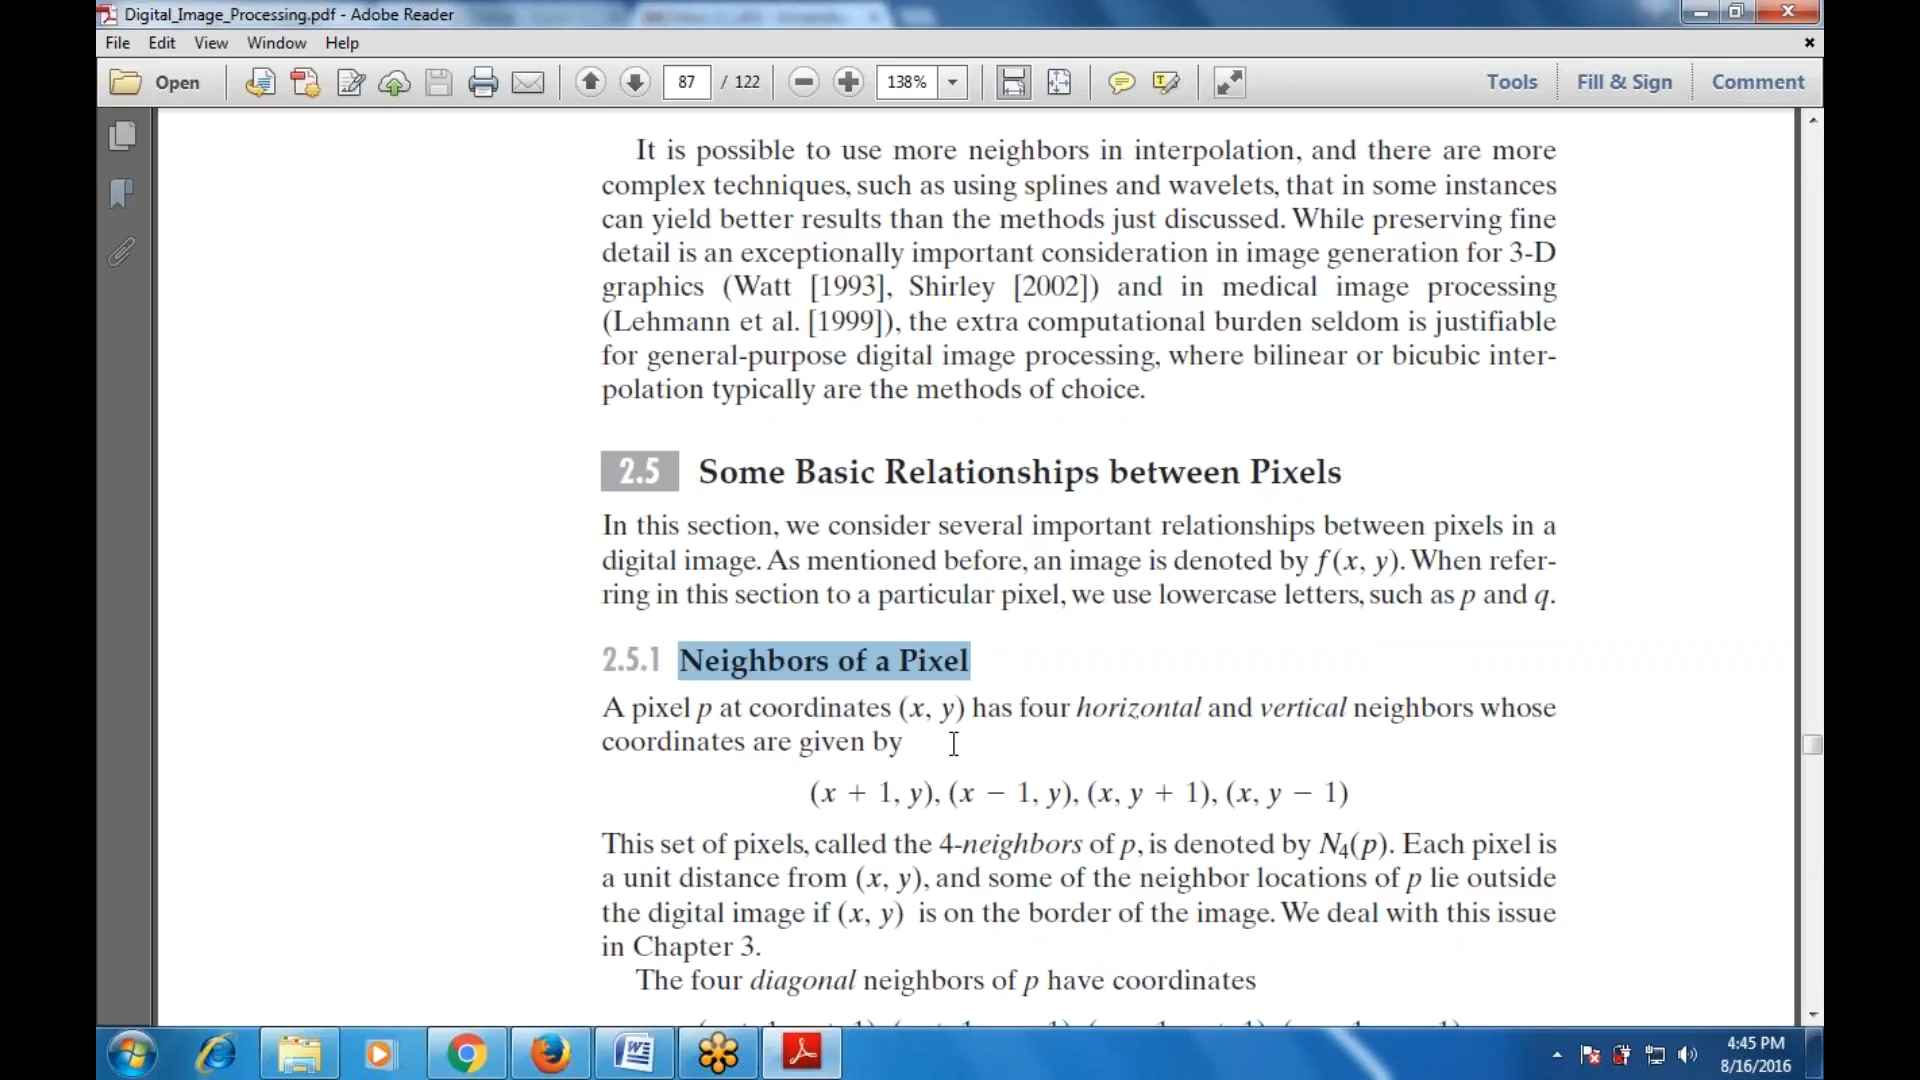 Digital_Image_Processing.pdf - Adobe Reader
File Edit View Window Help
Open 87 / 122 138% Tools Fill & Sign Comment
It is possible to use more neighbors in interpolation, and there are more
complex techniques, such as using splines and wavelets, that in some instances
can yield better results than the methods just discussed. While preserving fine
detail is an exceptionally important consideration in image generation for 3-D
graphics (Watt [1993], Shirley [2002]) and in medical image processing
(Lehmann et al. [1999]), the extra computational burden seldom is justifiable
for general-purpose digital image processing, where bilinear or bicubic inter-
polation typically are the methods of choice.
2.5 Some Basic Relationships between Pixels
In this section, we consider several important relationships between pixels in a
digital image. As mentioned before, an image is denoted by f(x, y). When refer-
ring in this section to a particular pixel, we use lowercase letters, such as p and q.
2.5.1 Neighbors of a Pixel
A pixel p at coordinates (x, y) has four horizontal and vertical neighbors whose
coordinates are given by
(x + 1, y), (x − 1, y), (x, y + 1), (x, y − 1)
This set of pixels, called the 4-neighbors of p, is denoted by N₄(p). Each pixel is
a unit distance from (x, y), and some of the neighbor locations of p lie outside
the digital image if (x, y) is on the border of the image. We deal with this issue
in Chapter 3.
The four diagonal neighbors of p have coordinates
4:45 PM
8/16/2016